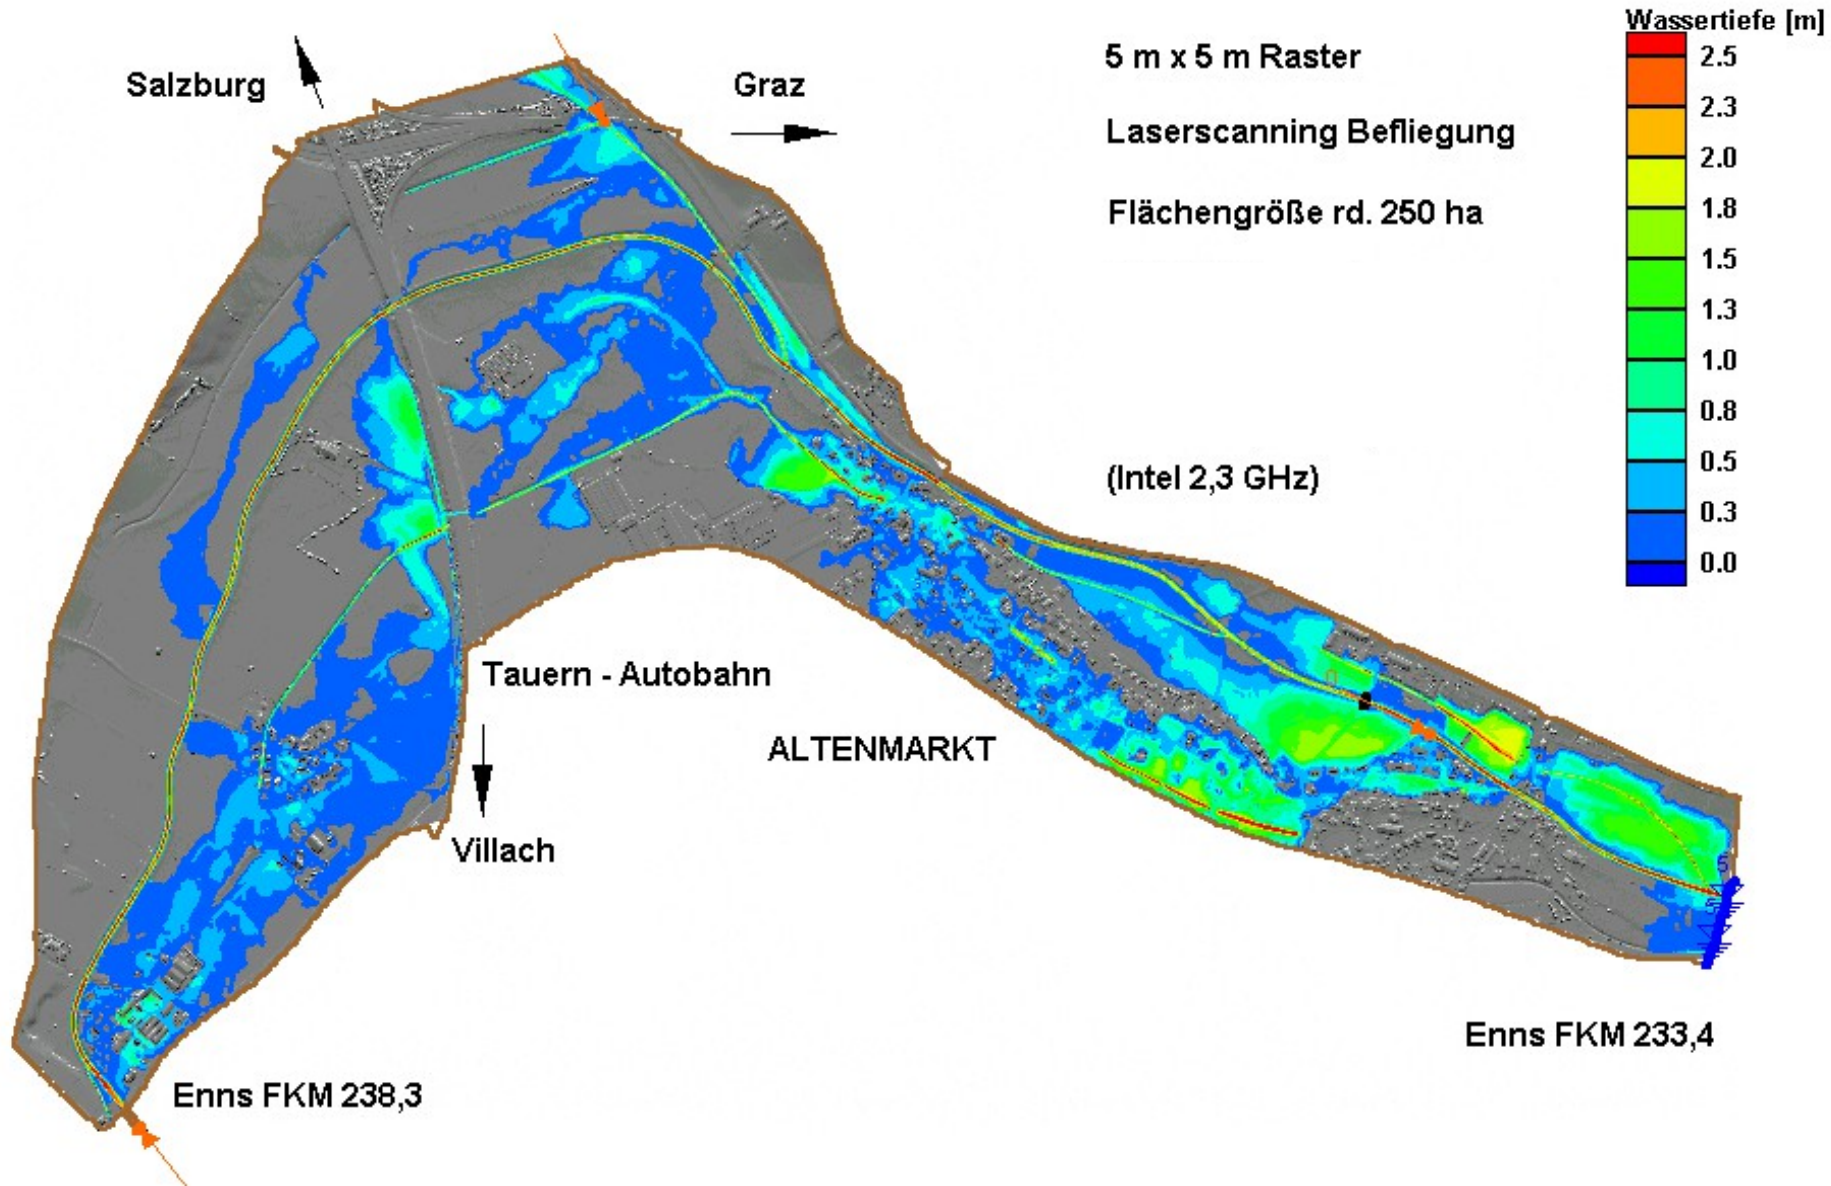 Wassertiefe [m]
5 m x 5 m Raster
2.5
Salzburg
Graz
2.3
Laserscanning Befliegung
2.0
1.8
Flächengröße rd. 250 ha
1.5
1.3
1.0
0.8
(Intel 2,3 GHz)
0.5
0.3
0.0
Tauern - Autobahn
ALTENMARKT
Villach
Enns FKM 233,4
Enns FKM 238,3